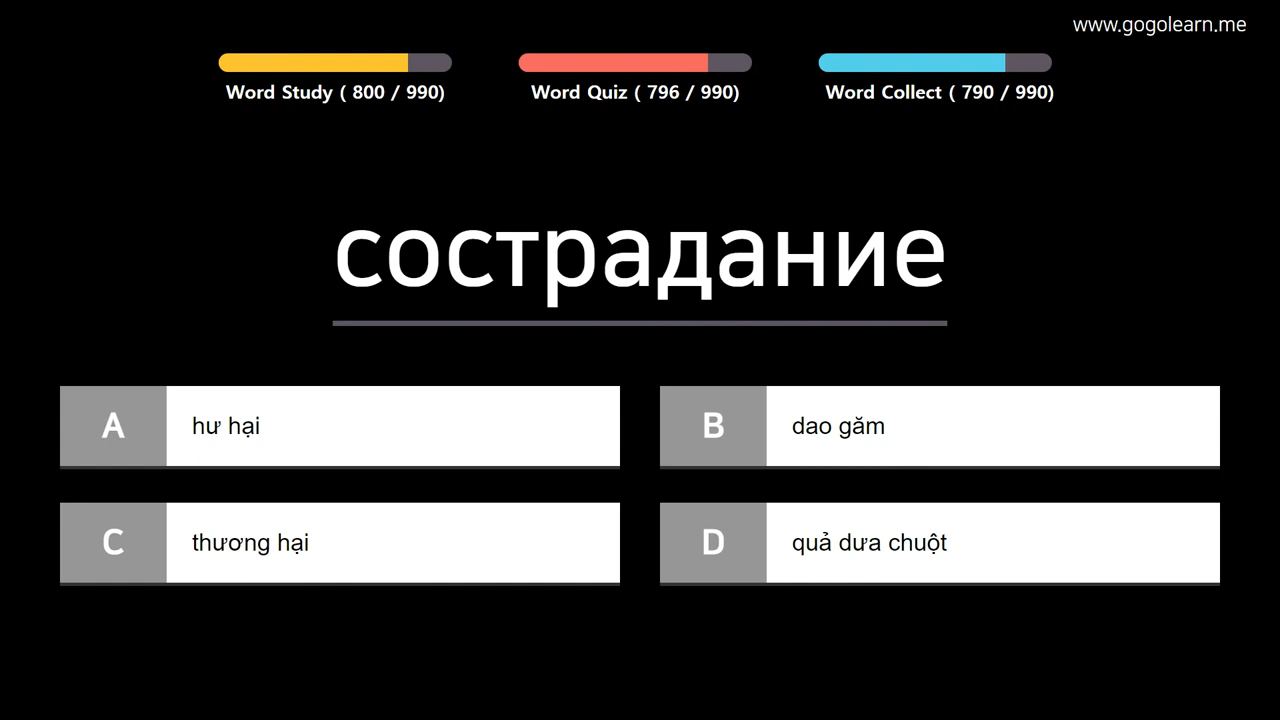 www.gogolearn.me
Word Study ( 800 / 990)
Word Quiz ( 796 / 990)
Word Collect ( 790 / 990)
сострадание
A hư hại
B dao găm
C thương hại
D quả dưa chuột